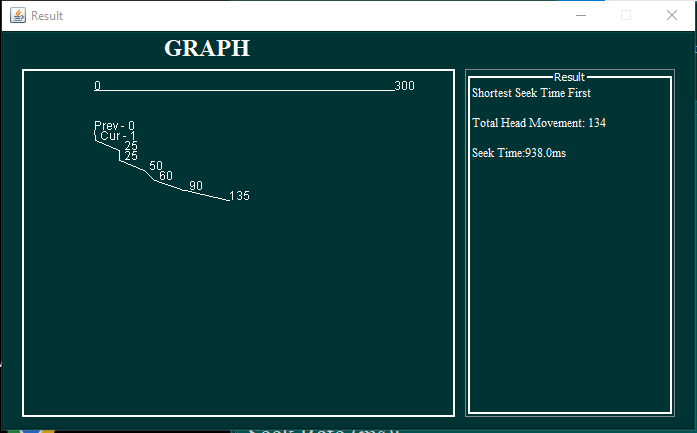 Result
GRAPH
0 300
Prev - 0
Cur - 1
25
25
50
60
90
135
Result
Shortest Seek Time First
Total Head Movement: 134
Seek Time:938.0ms